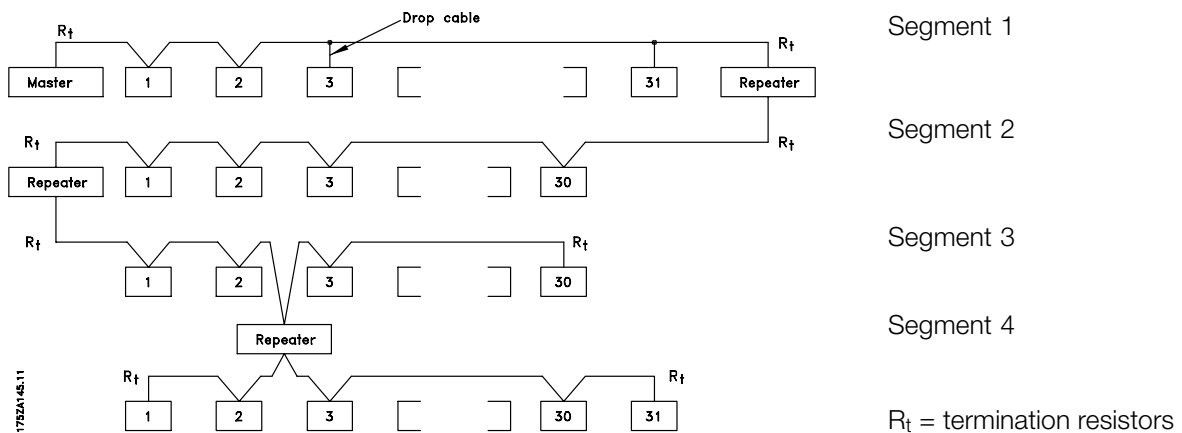 Drop cable
Rt Rt
Segment 1
Master 1 2 3 31 Repeater
Rt Rt
Segment 2
Repeater 1 2 3 30
Rt Rt
Segment 3
1 2 3 30
Repeater
Segment 4
Rt Rt
1 2 3 30 31
175ZA145.11
Rt = termination resistors